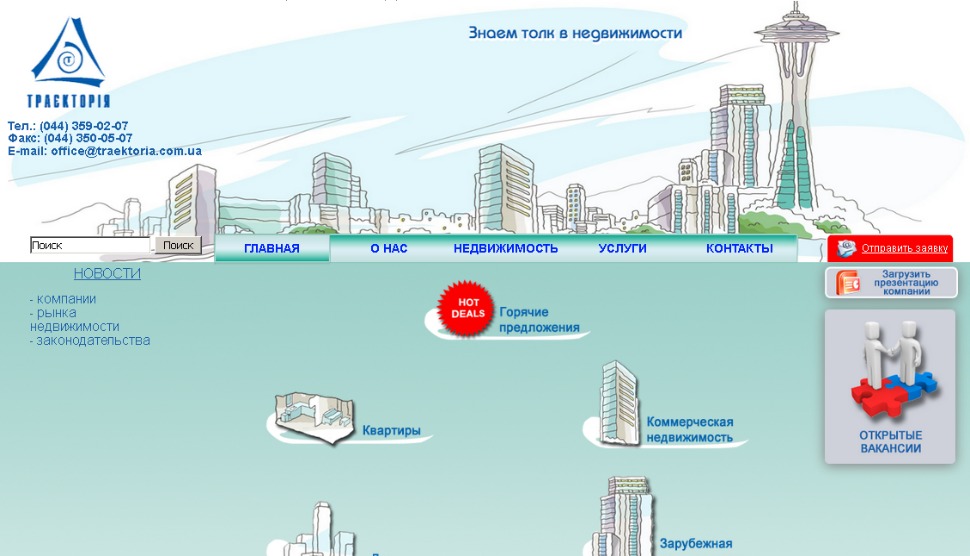 Знаем толк в недвижимости
ТРАЄКТОРІЯ
Тел.: (044) 359-02-07
Факс: (044) 350-05-07
E-mail: office@traektoria.com.ua
Поиск
Поиск
ГЛАВНАЯ
О НАС
НЕДВИЖИМОСТЬ
УСЛУГИ
КОНТАКТЫ
Отправить заявку
НОВОСТИ
- компании
- рынка
недвижимости
- законодательства
HOT
DEALS
Горячие
предложения
Загрузить
презентацию
компании
Квартиры
Коммерческая
недвижимость
ОТКРЫТЫЕ
ВАКАНСИИ
Зарубежная